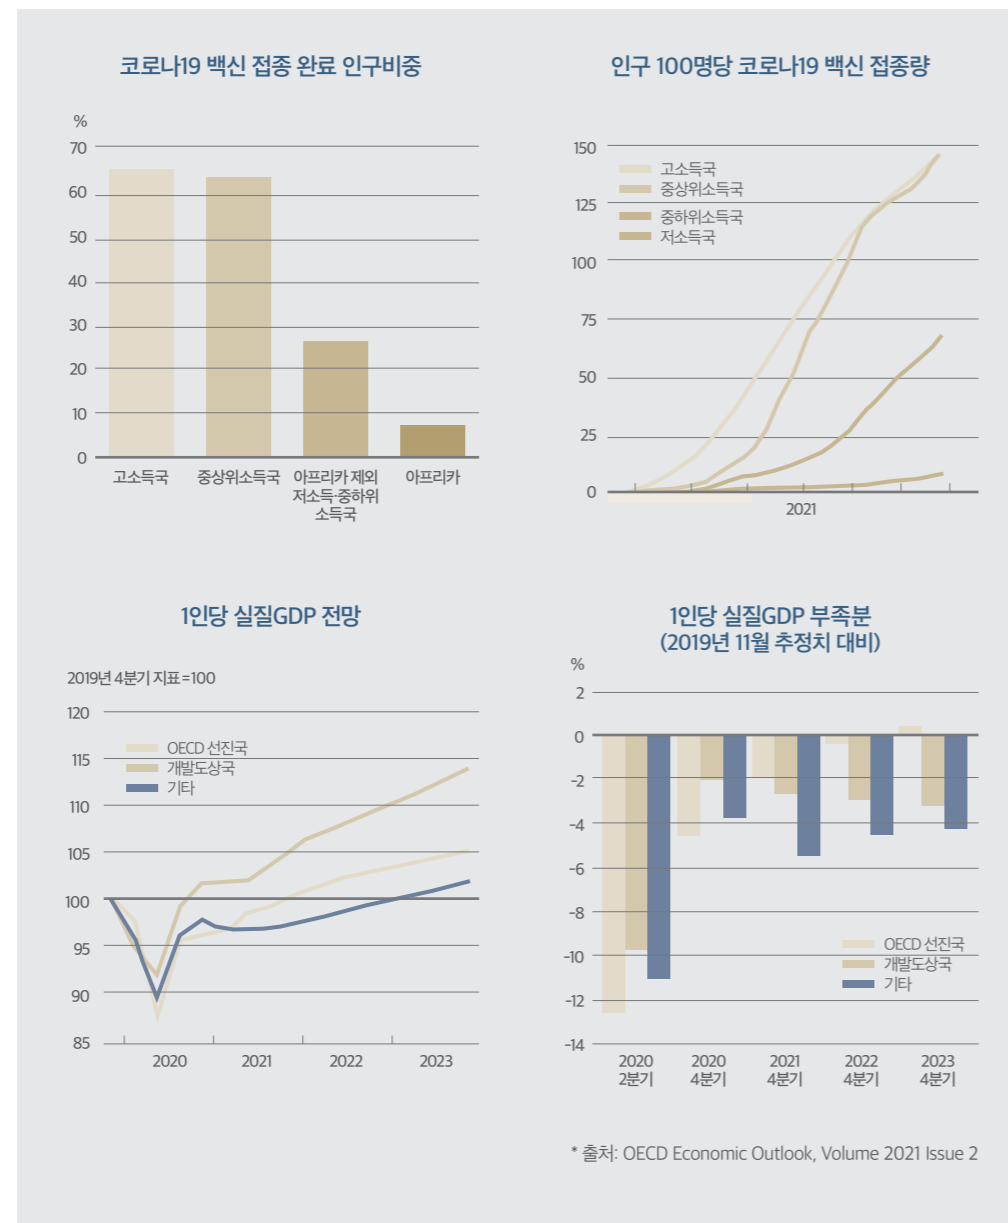 코로나19 백신 접종 완료 인구비중
%
70
60
50
40
30
20
10
0
고소득국
중상위소득국
아프리카 제외
저소득·중하위
소득국
아프리카
인구 100명당 코로나19 백신 접종량
150
125
100
75
50
25
0
고소득국
중상위소득국
중하위소득국
저소득국
2021
1인당 실질GDP 전망
2019년 4분기 지표=100
120
115
110
105
100
95
90
85
OECD 선진국
개발도상국
기타
2020
2021
2022
2023
1인당 실질GDP 부족분
(2019년 11월 추정치 대비)
%
2
0
-2
-4
-6
-8
-10
-12
-14
OECD 선진국
개발도상국
기타
2020
2분기
2020
4분기
2021
4분기
2022
4분기
2023
4분기
* 출처: OECD Economic Outlook, Volume 2021 Issue 2